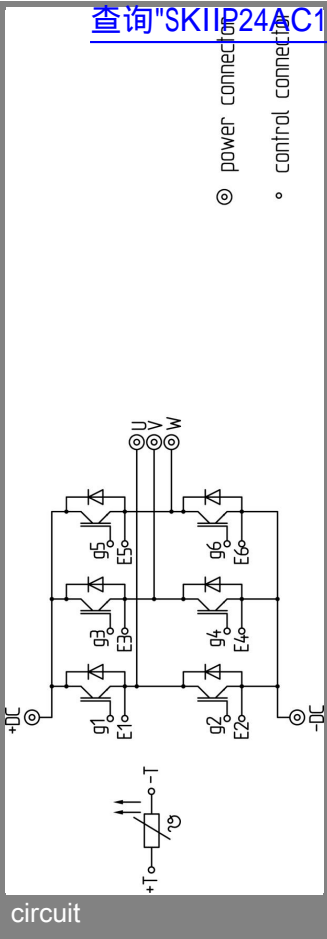 查询"SKIIP24AC1
power connector
control connector
U
V
W
g5
E5
g6
E6
g3
E3
g4
E4
+DC
g1
E1
g2
E2
-DC
-T
+T
ϑ
circuit